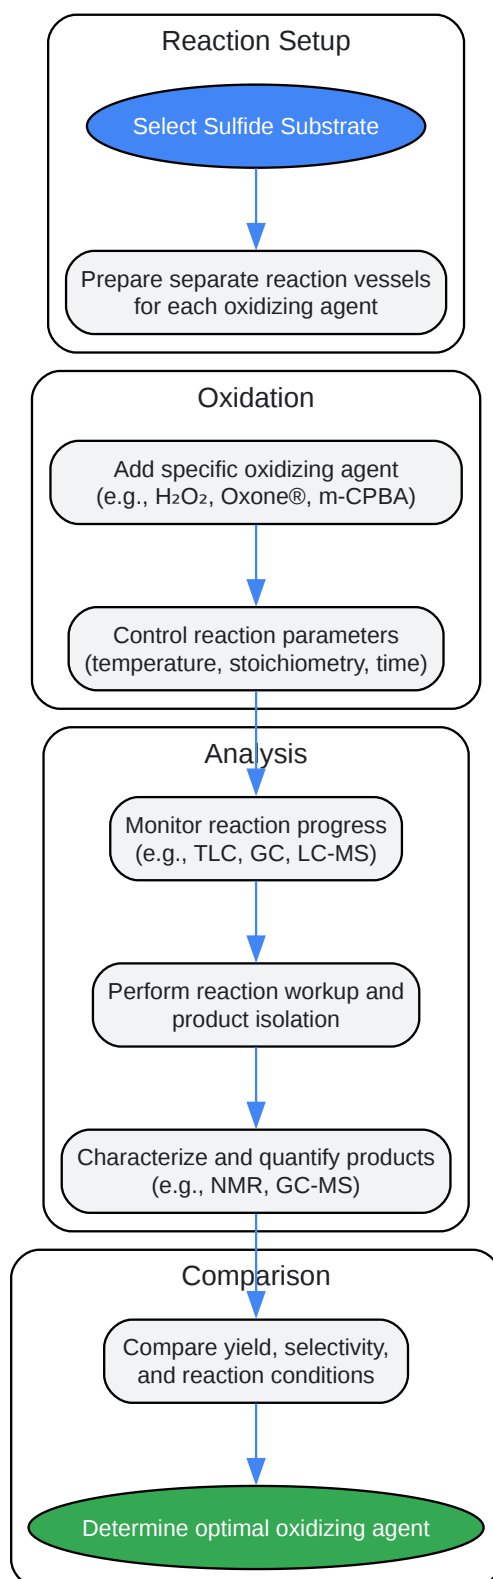 Reaction Setup
Select Sulfide Substrate
Prepare separate reaction vessels
for each oxidizing agent
Oxidation
Add specific oxidizing agent
(e.g., H₂O₂, Oxone®, m-CPBA)
Control reaction parameters
(temperature, stoichiometry, time)
Analysis
Monitor reaction progress
(e.g., TLC, GC, LC-MS)
Perform reaction workup and
product isolation
Characterize and quantify products
(e.g., NMR, GC-MS)
Comparison
Compare yield, selectivity,
and reaction conditions
Determine optimal oxidizing agent